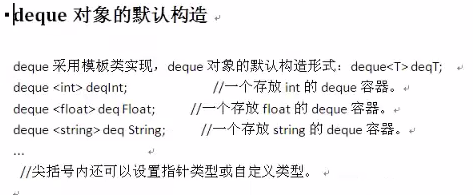 deque 对象的默认构造
deque 采用模板类实现，deque 对象的默认构造形式：deque<T> deqT;
deque <int> deqInt; //一个存放 int 的 deque 容器。
deque <float> deq Float; //一个存放 float 的 deque 容器。
deque <string> deq String; //一个存放 string 的 deque 容器。
...
//尖括号内还可以设置指针类型或自定义类型。